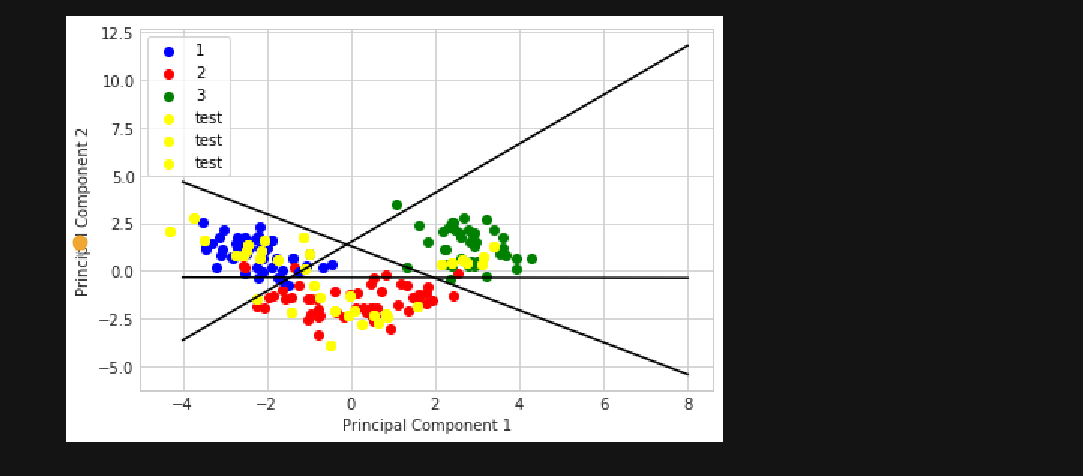 12.5
10.0
7.5
5.0
2.5
0.0
−2.5
−5.0
Principal Component 2
1
2
3
test
test
test
−4 −2 0 2 4 6 8
Principal Component 1